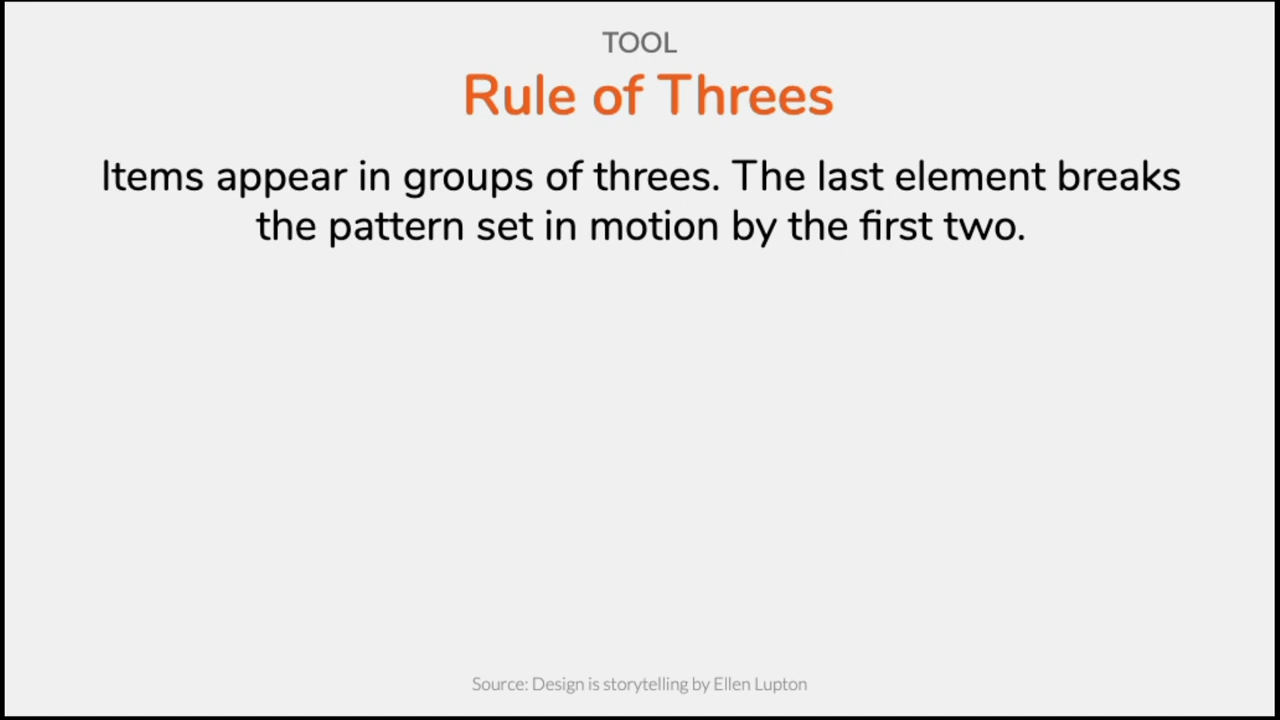 TOOL
Rule of Threes
Items appear in groups of threes. The last element breaks
the pattern set in motion by the first two.
Source: Design is storytelling by Ellen Lupton